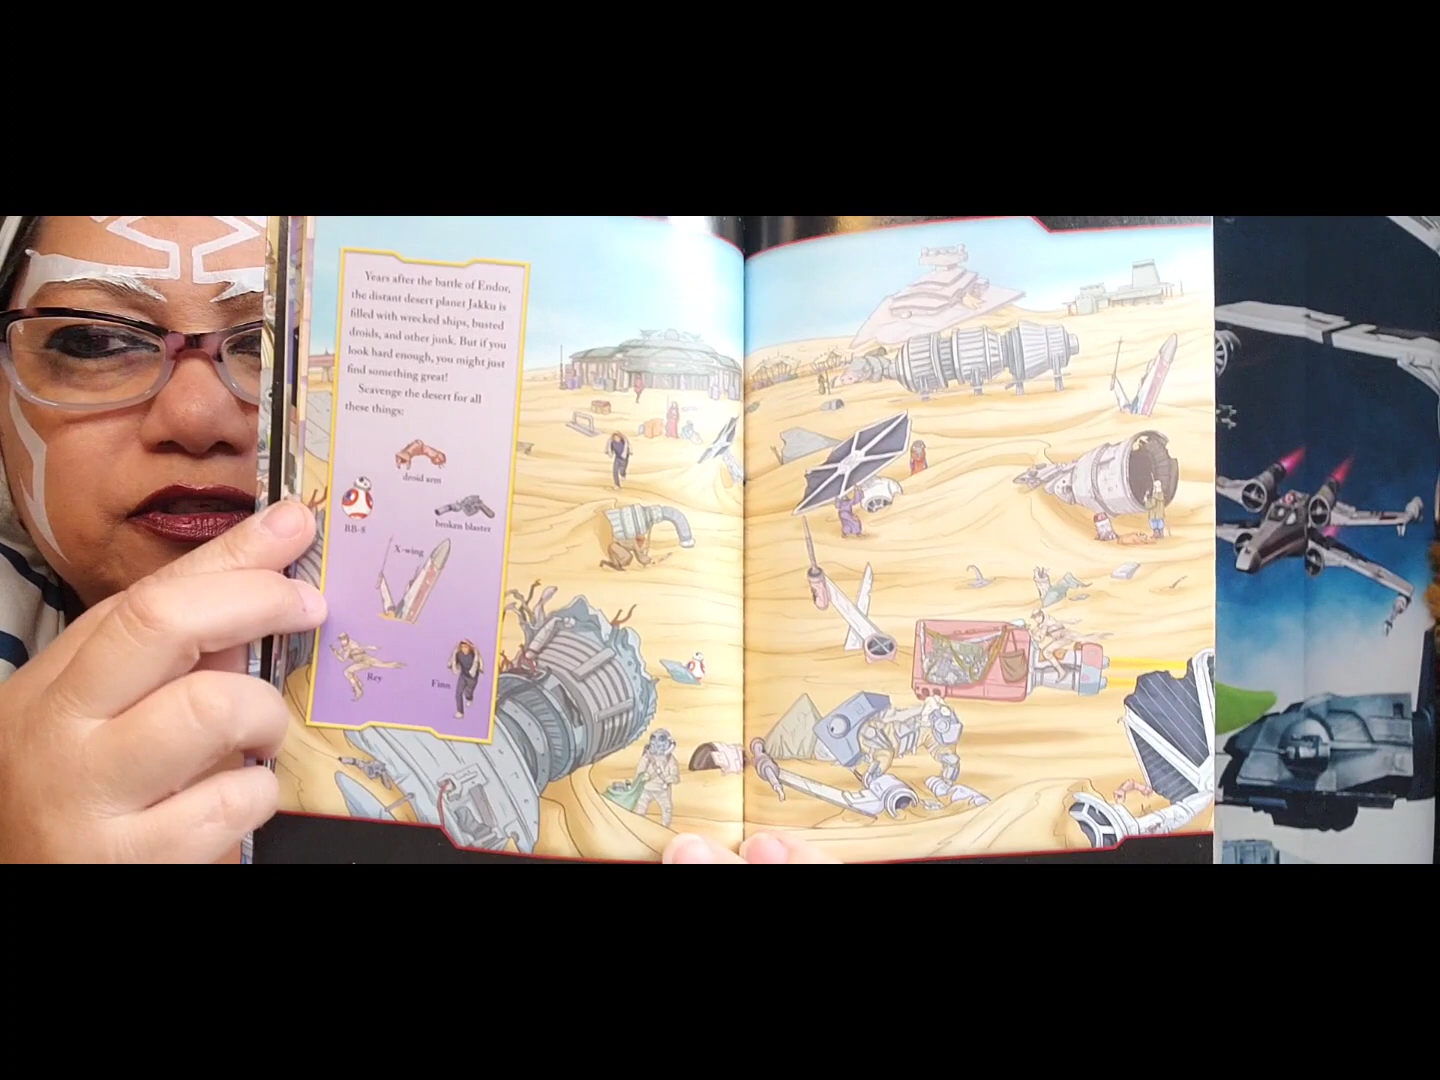 Years after the battle of Endor,
the distant desert planet Jakku is
filled with wrecked ships, busted
droids, and other junk. But if you
look hard enough, you might just
find something great!
Scavenge the desert for all
these things:
droid arm
BB-8
broken blaster
X-wing
Rey
Finn